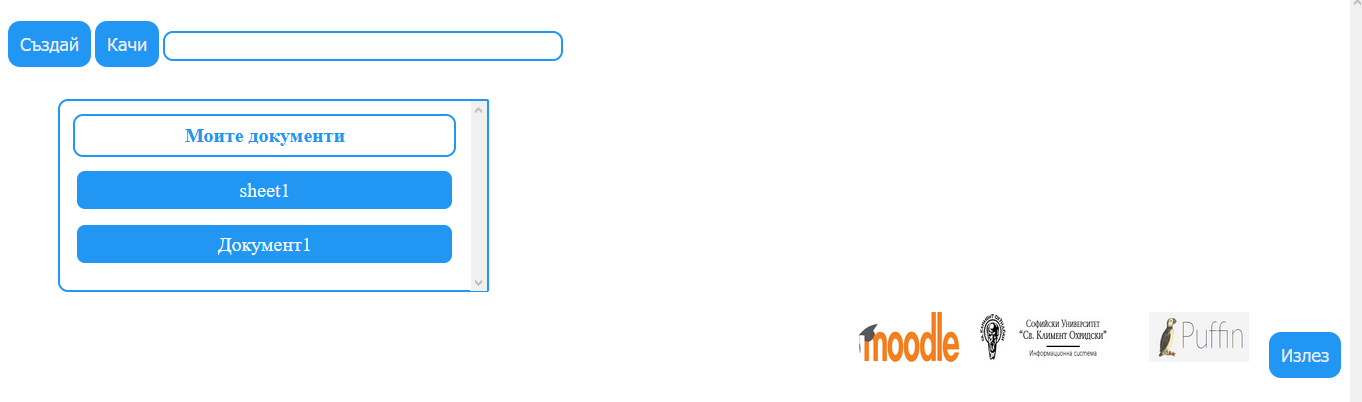 Създай
Качи
Моите документи
sheet1
Документ1
moodle
Софийски Университет
"Св. Климент Охридски"
Информационна система
Puffin
Излез